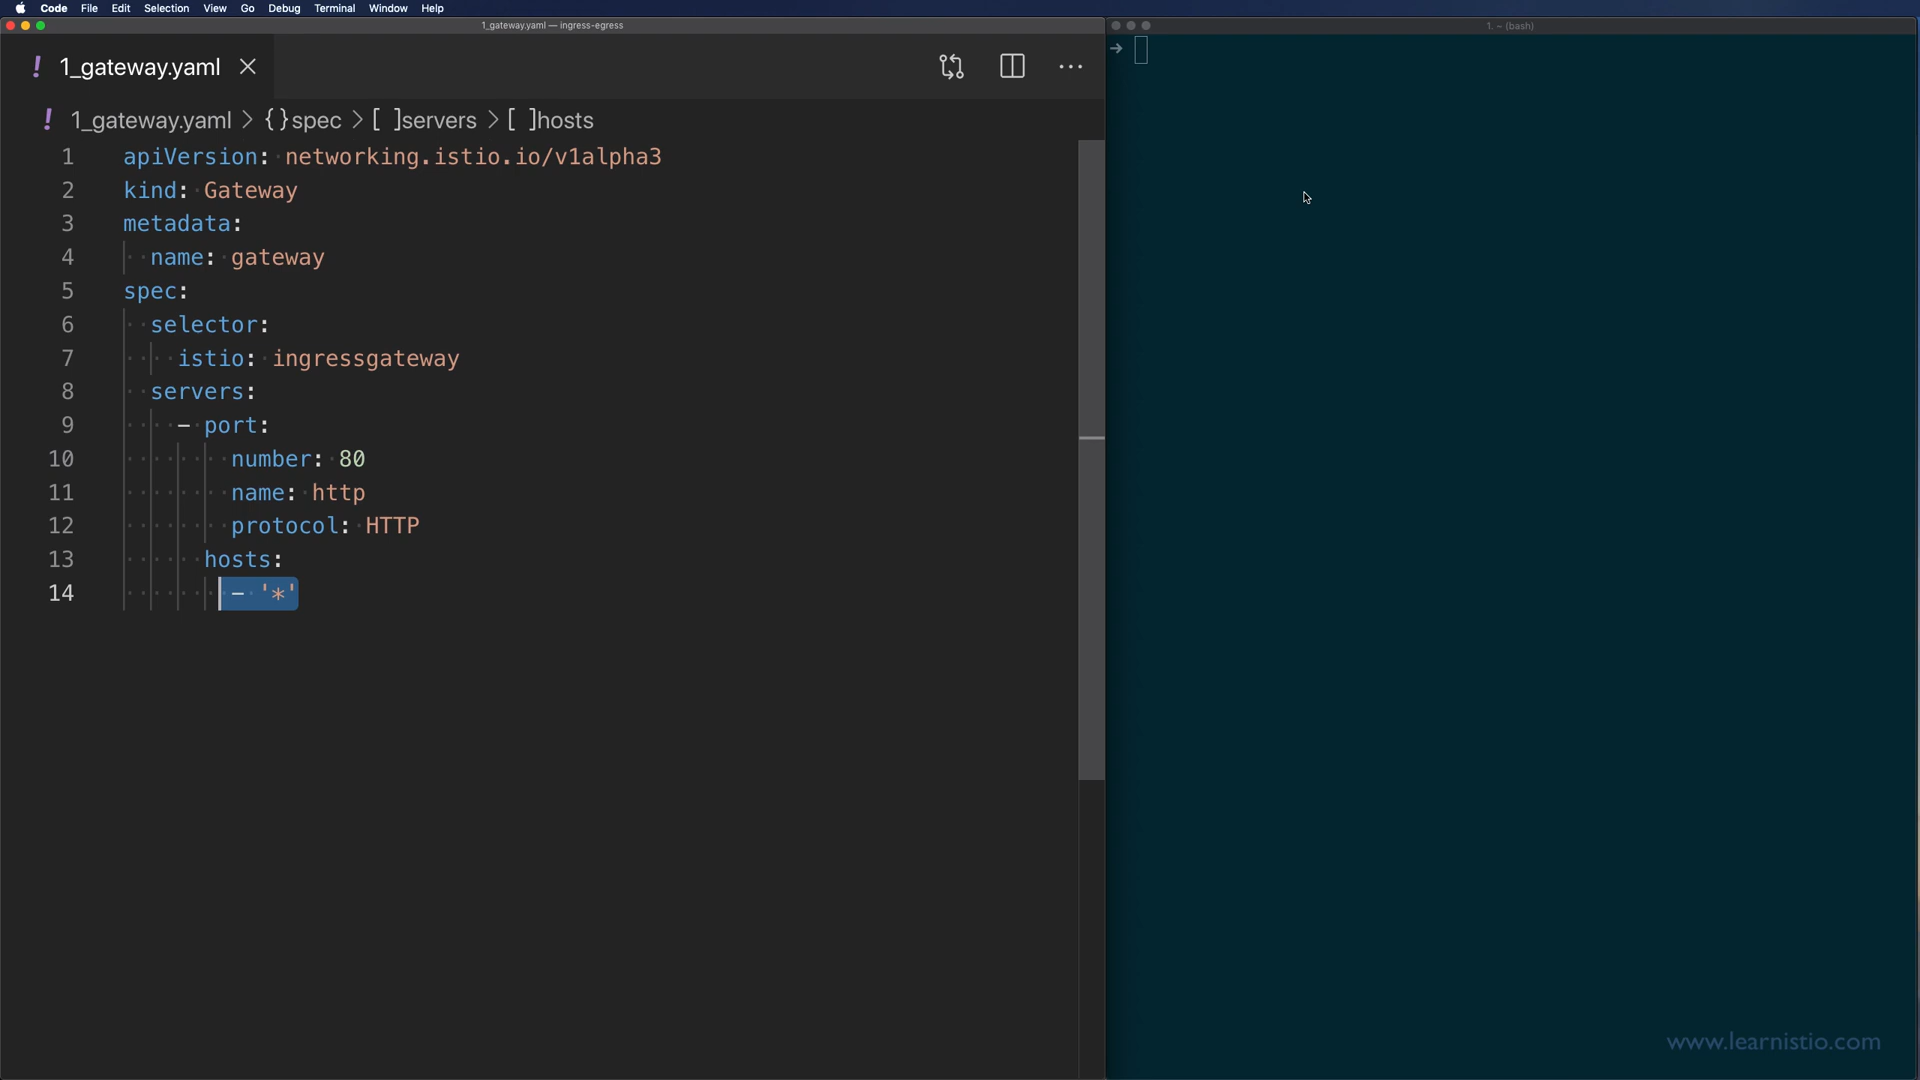 Code File Edit Selection View Go Debug Terminal Window Help
1_gateway.yaml — ingress-egress
1. ~ (bash)
! 1_gateway.yaml
! 1_gateway.yaml > {}spec > [ ]servers > [ ]hosts
1 apiVersion: networking.istio.io/v1alpha3
2 kind: Gateway
3 metadata:
4 name: gateway
5 spec:
6 selector:
7 istio: ingressgateway
8 servers:
9 - port:
10 number: 80
11 name: http
12 protocol: HTTP
13 hosts:
14 - '*'
www.learnistio.com